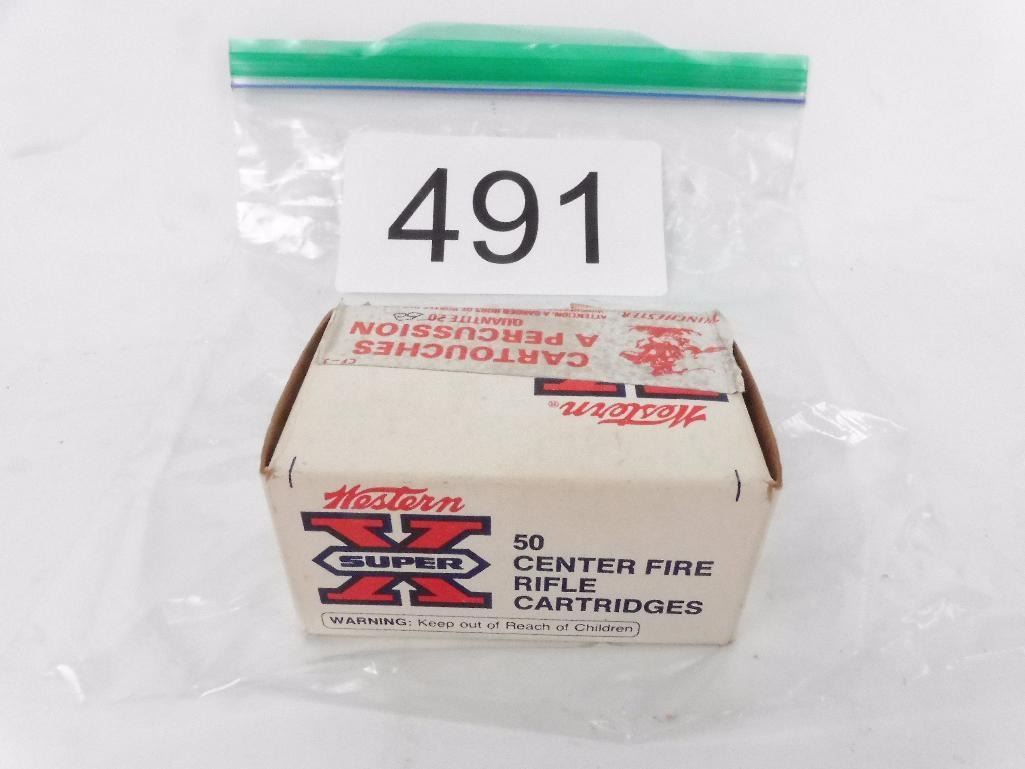 491
WINCHESTER
CARTOUCHES
A PERCUSSION
QUANTITE 20
50
Western®
X
Western
SUPER X
50
CENTER FIRE
RIFLE
CARTRIDGES
WARNING: Keep out of Reach of Children